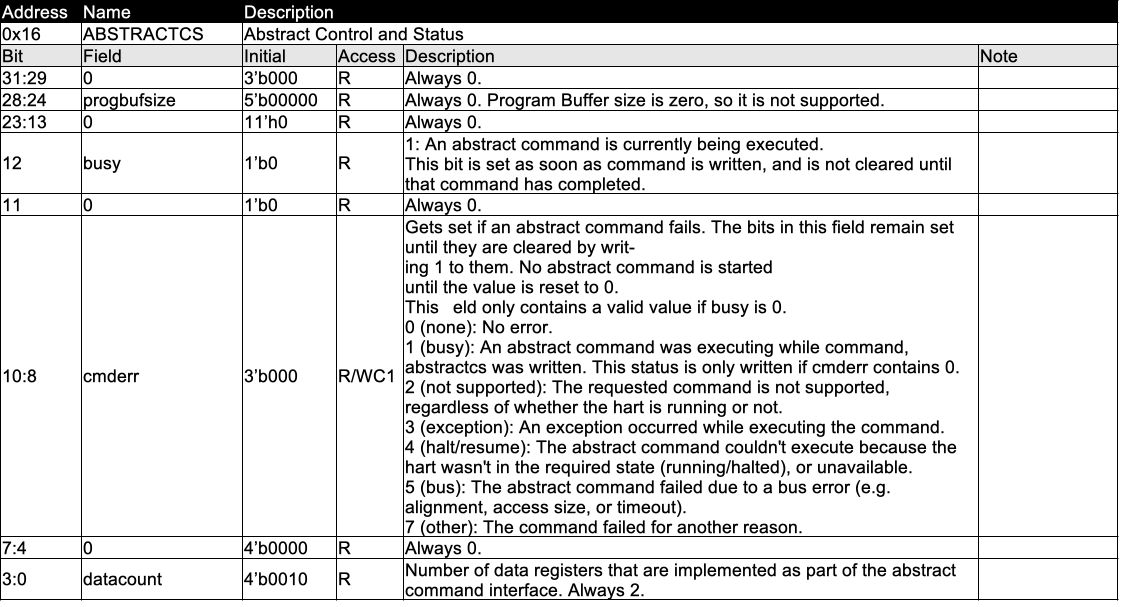 Address Name Description
0x16 ABSTRACTCS Abstract Control and Status
Bit Field Initial Access Description Note
31:29 0 3’b000 R Always 0.
28:24 progbufsize 5’b00000 R Always 0. Program Buffer size is zero, so it is not supported.
23:13 0 11’h0 R Always 0.
12 busy 1’b0 R 1: An abstract command is currently being executed.
This bit is set as soon as command is written, and is not cleared until
that command has completed.
11 0 1’b0 R Always 0.
10:8 cmderr 3’b000 R/WC1 Gets set if an abstract command fails. The bits in this field remain set
until they are cleared by writ-
ing 1 to them. No abstract command is started
until the value is reset to 0.
This eld only contains a valid value if busy is 0.
0 (none): No error.
1 (busy): An abstract command was executing while command,
abstractcs was written. This status is only written if cmderr contains 0.
2 (not supported): The requested command is not supported,
regardless of whether the hart is running or not.
3 (exception): An exception occurred while executing the command.
4 (halt/resume): The abstract command couldn't execute because the
hart wasn't in the required state (running/halted), or unavailable.
5 (bus): The abstract command failed due to a bus error (e.g.
alignment, access size, or timeout).
7 (other): The command failed for another reason.
7:4 0 4’b0000 R Always 0.
3:0 datacount 4’b0010 R Number of data registers that are implemented as part of the abstract
command interface. Always 2.